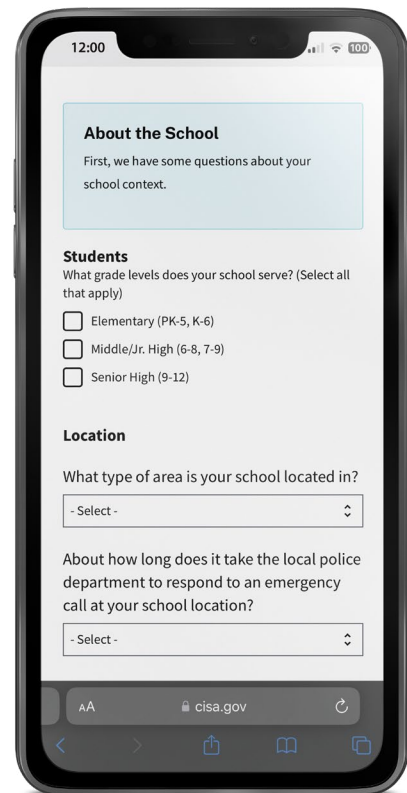 12:00
100
About the School
First, we have some questions about your
school context.
Students
What grade levels does your school serve? (Select all
that apply)
Elementary (PK-5, K-6)
Middle/Jr. High (6-8, 7-9)
Senior High (9-12)
Location
What type of area is your school located in?
- Select -
About how long does it take the local police
department to respond to an emergency
call at your school location?
- Select -
AA
cisa.gov